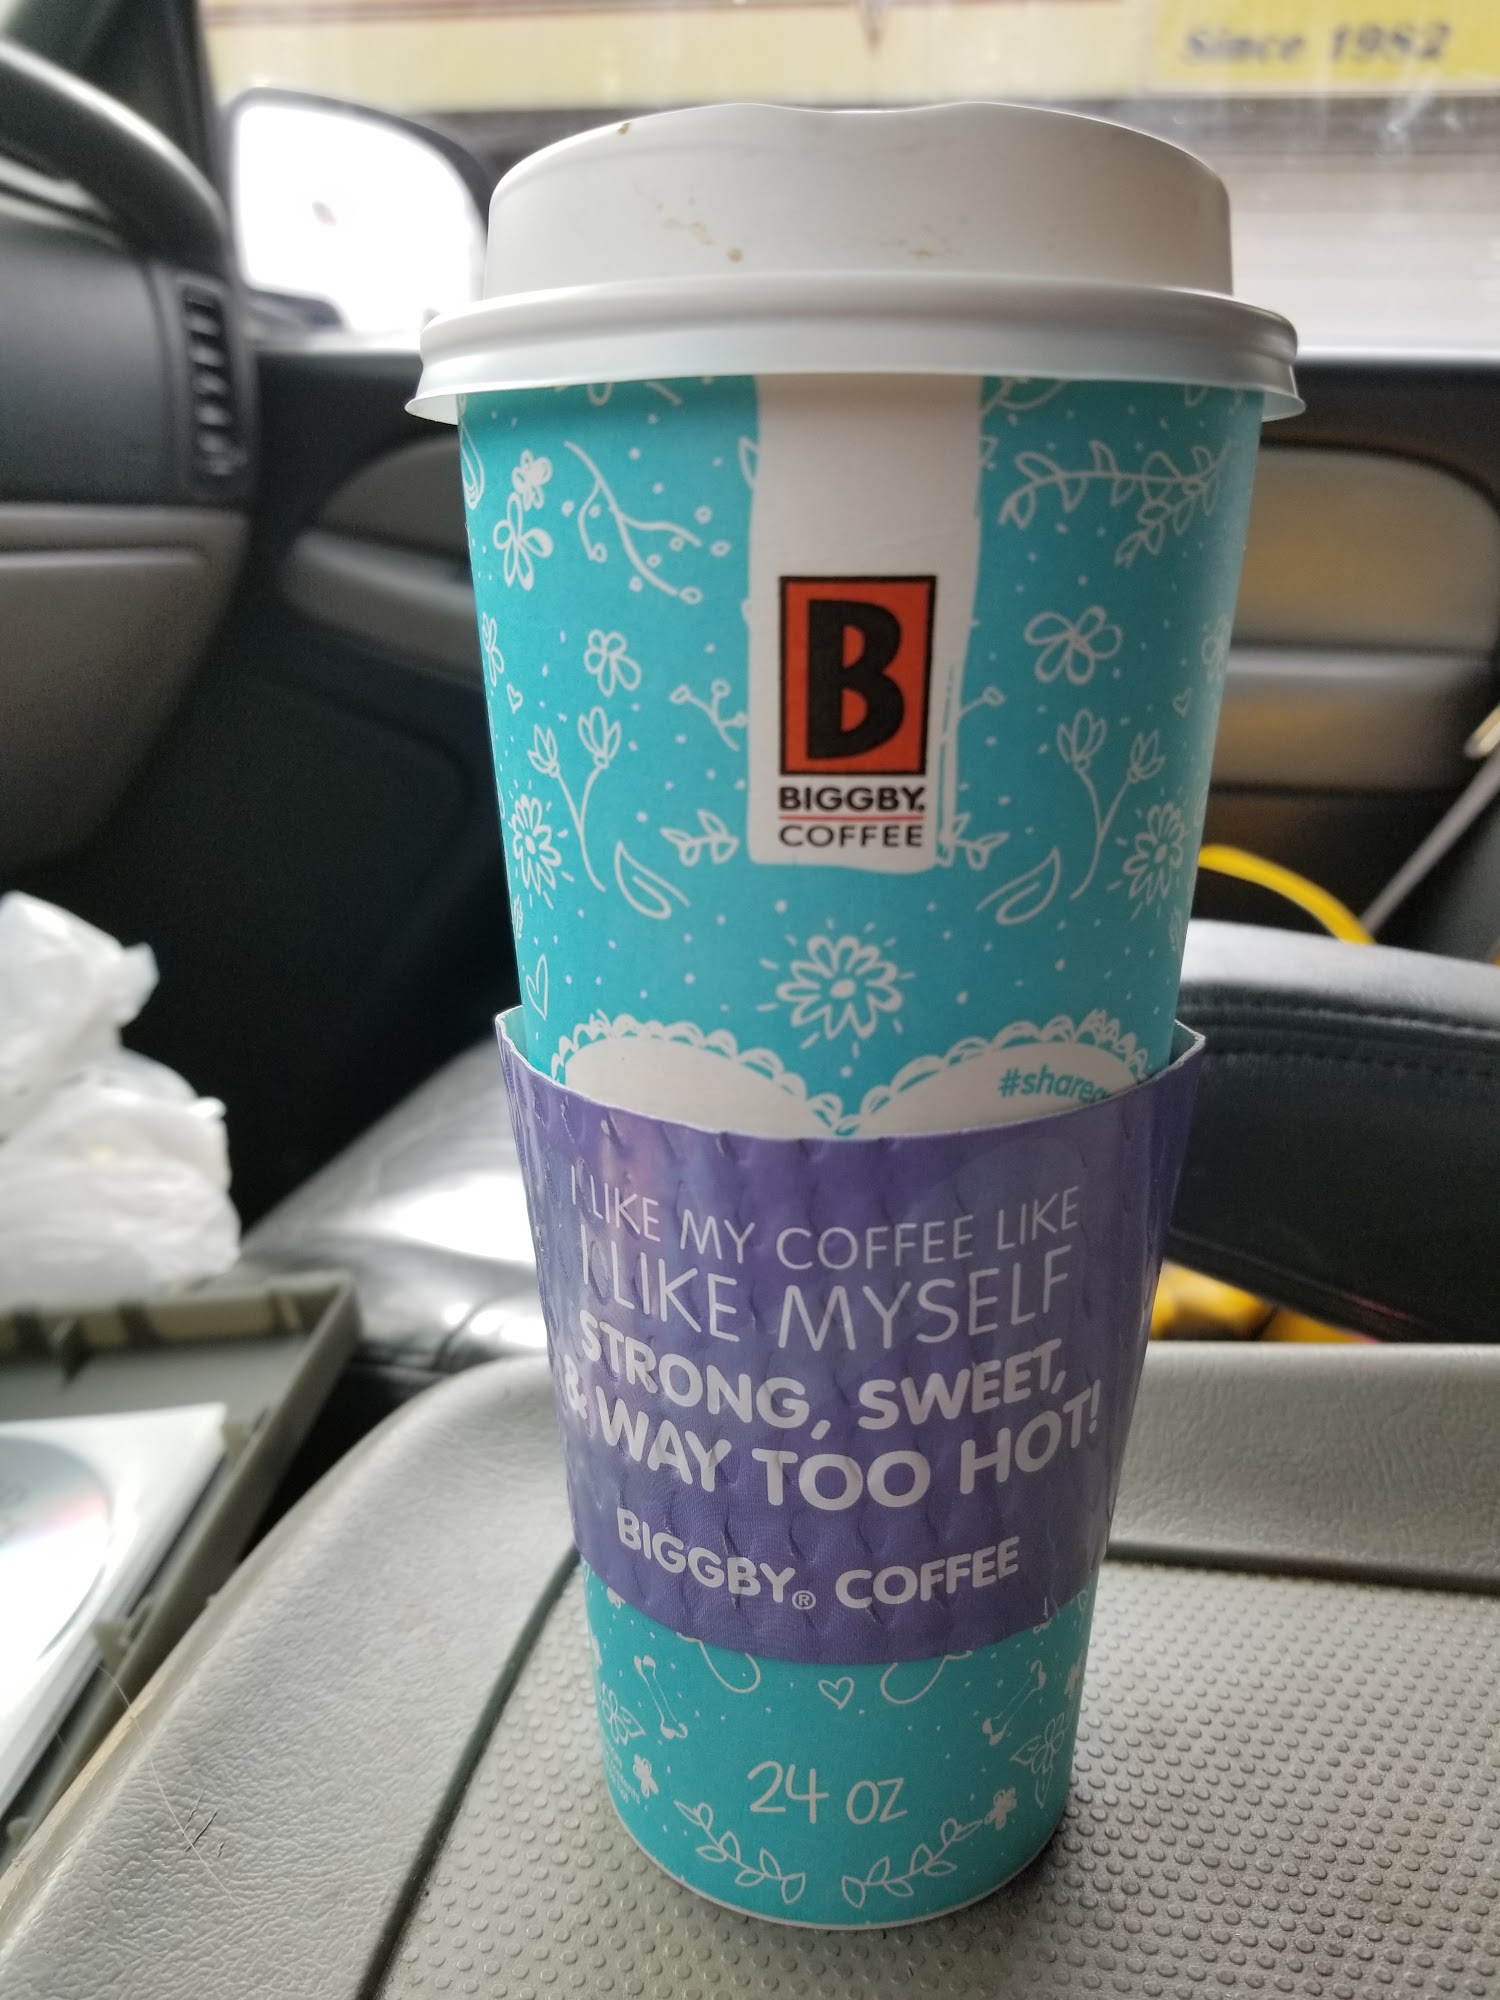 Since 1982
B
BIGGBY®
COFFEE
I LIKE MY COFFEE LIKE
I LIKE MYSELF
STRONG, SWEET,
& WAY TOO HOT!
BIGGBY® COFFEE
24 oz